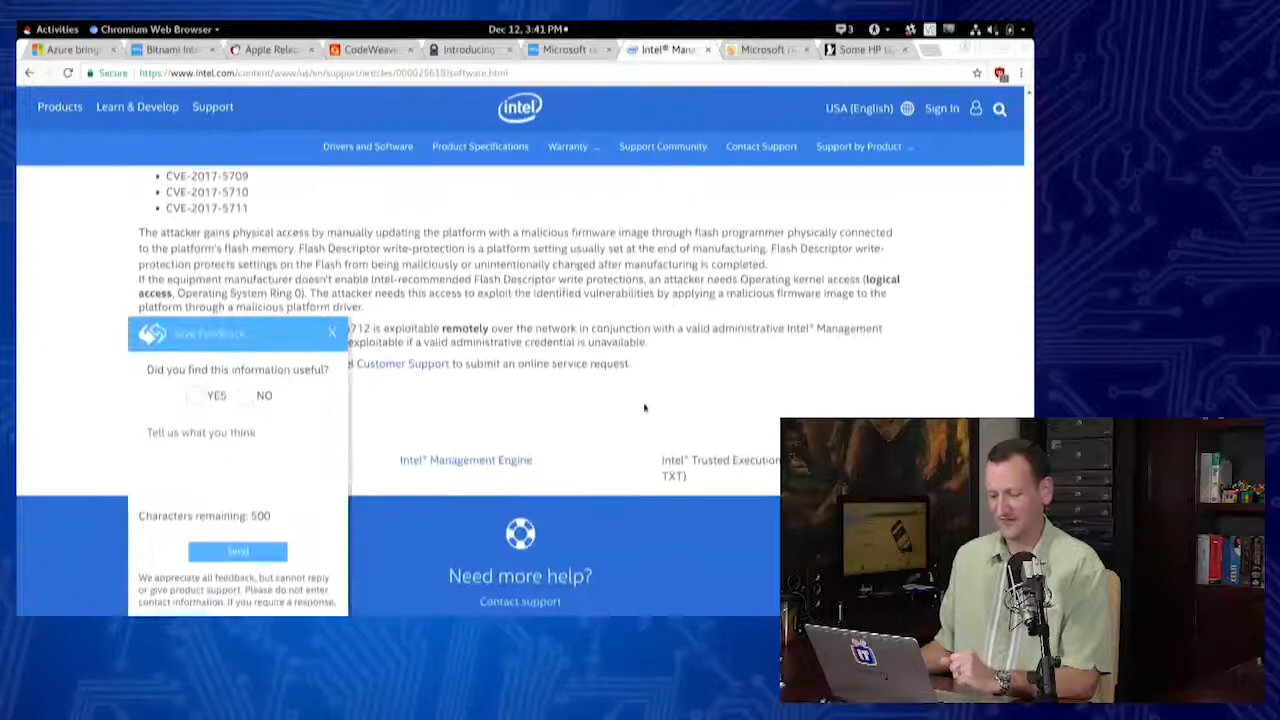 Activities
Chromium Web Browser
Dec 12, 3:41 PM
3
Azure bring
Bitnami Int
Apple Relea
CodeWeave
Introducing
Microsoft r
Intel® Mana
Microsoft r
Some HP L
Secure
https://www.intel.com/content/www/us/en/support/articles/000025619/software.html
Products
Learn & Develop
Support
intel
USA (English)
Sign In
Drivers and Software
Product Specifications
Warranty ...
Support Community
Contact Support
Support by Product ...
• CVE-2017-5709
• CVE-2017-5710
• CVE-2017-5711
The attacker gains physical access by manually updating the platform with a malicious firmware image through flash programmer physically connected
to the platform's flash memory. Flash Descriptor write-protection is a platform setting usually set at the end of manufacturing. Flash Descriptor write-
protection protects settings on the Flash from being maliciously or unintentionally changed after manufacturing is completed.
If the equipment manufacturer doesn't enable Intel-recommended Flash Descriptor write protections, an attacker needs Operating kernel access (logical
access, Operating System Ring 0). The attacker needs this access to exploit the identified vulnerabilities by applying a malicious firmware image to the
platform through a malicious platform driver.
712 is exploitable remotely over the network in conjunction with a valid administrative Intel® Management
exploitable if a valid administrative credential is unavailable.
Customer Support to submit an online service request.
Give Feedback
X
Did you find this information useful?
YES
NO
Tell us what you think
Characters remaining: 500
Send
We appreciate all feedback, but cannot reply
or give product support. Please do not enter
contact information. If you require a response,
Intel® Management Engine
Intel® Trusted Execution
TXT)
Need more help?
Contact support